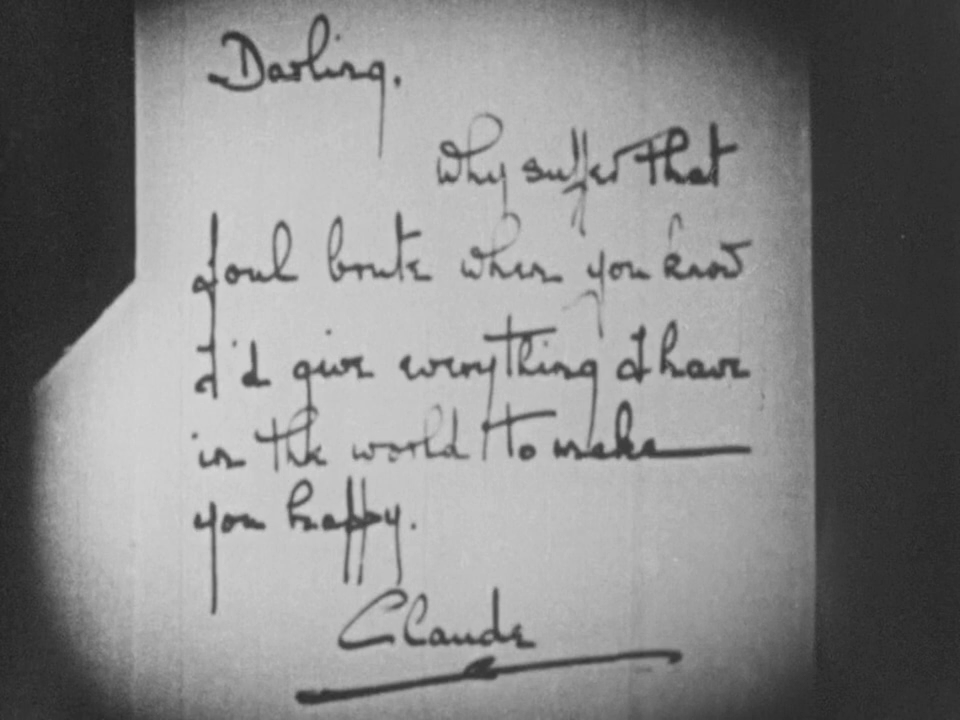 Darling.
Why suffer that
foul brute when you know
I'd give everything I have
in the world to make
you happy.
Claude